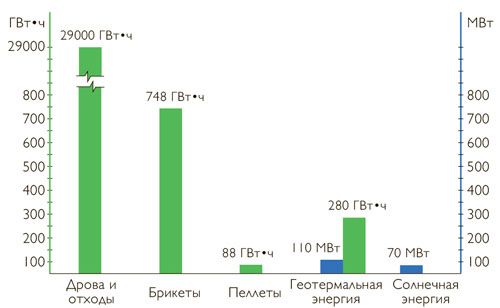 ГВт•ч
МВт
29000 ГВт•ч
29000
800
700
600
500
400
300
200
100
748 ГВт•ч
88 ГВт•ч
110 МВт
280 ГВт•ч
70 МВт
800
700
600
500
400
300
200
100
Дрова и
отходы
Брикеты
Пеллеты
Геотермальная
энергия
Солнечная
энергия